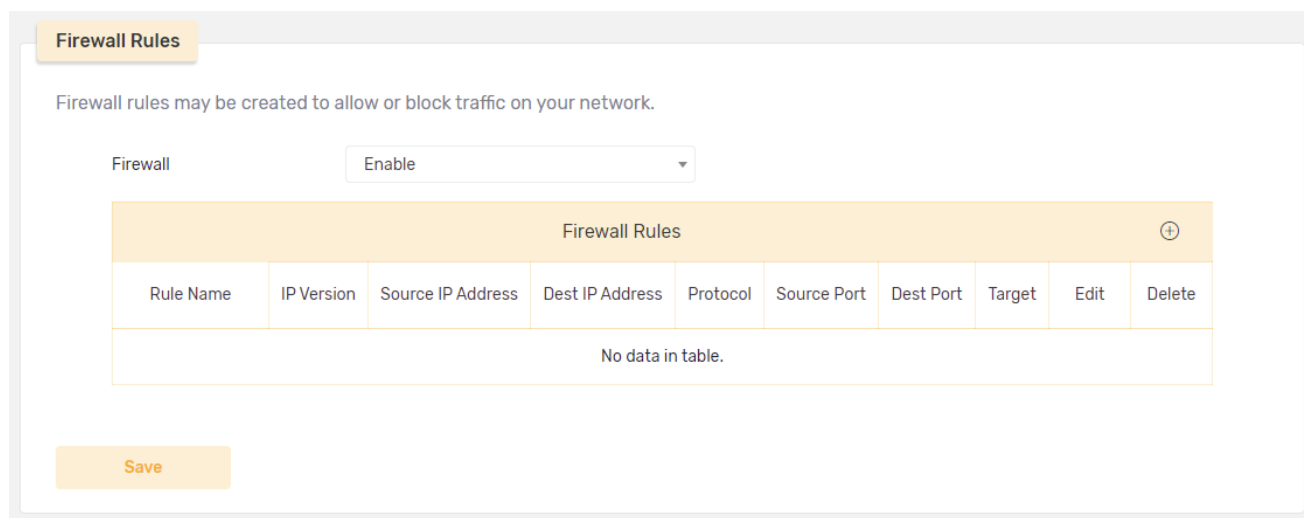 Firewall Rules
Firewall rules may be created to allow or block traffic on your network.
Firewall Enable
Firewall Rules
Rule Name IP Version Source IP Address Dest IP Address Protocol Source Port Dest Port Target Edit Delete
No data in table.
Save